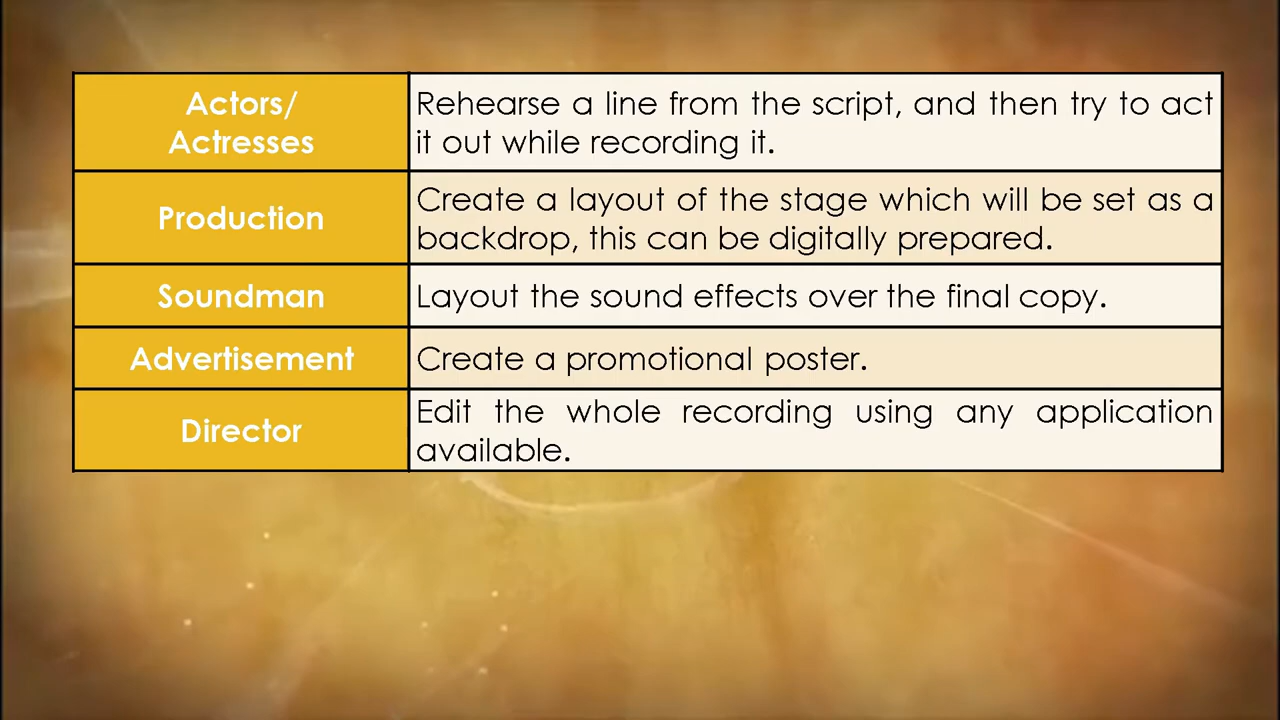 Actors/
Actresses
Rehearse a line from the script, and then try to act
it out while recording it.
Production
Create a layout of the stage which will be set as a
backdrop, this can be digitally prepared.
Soundman
Layout the sound effects over the final copy.
Advertisement
Create a promotional poster.
Director
Edit the whole recording using any application
available.